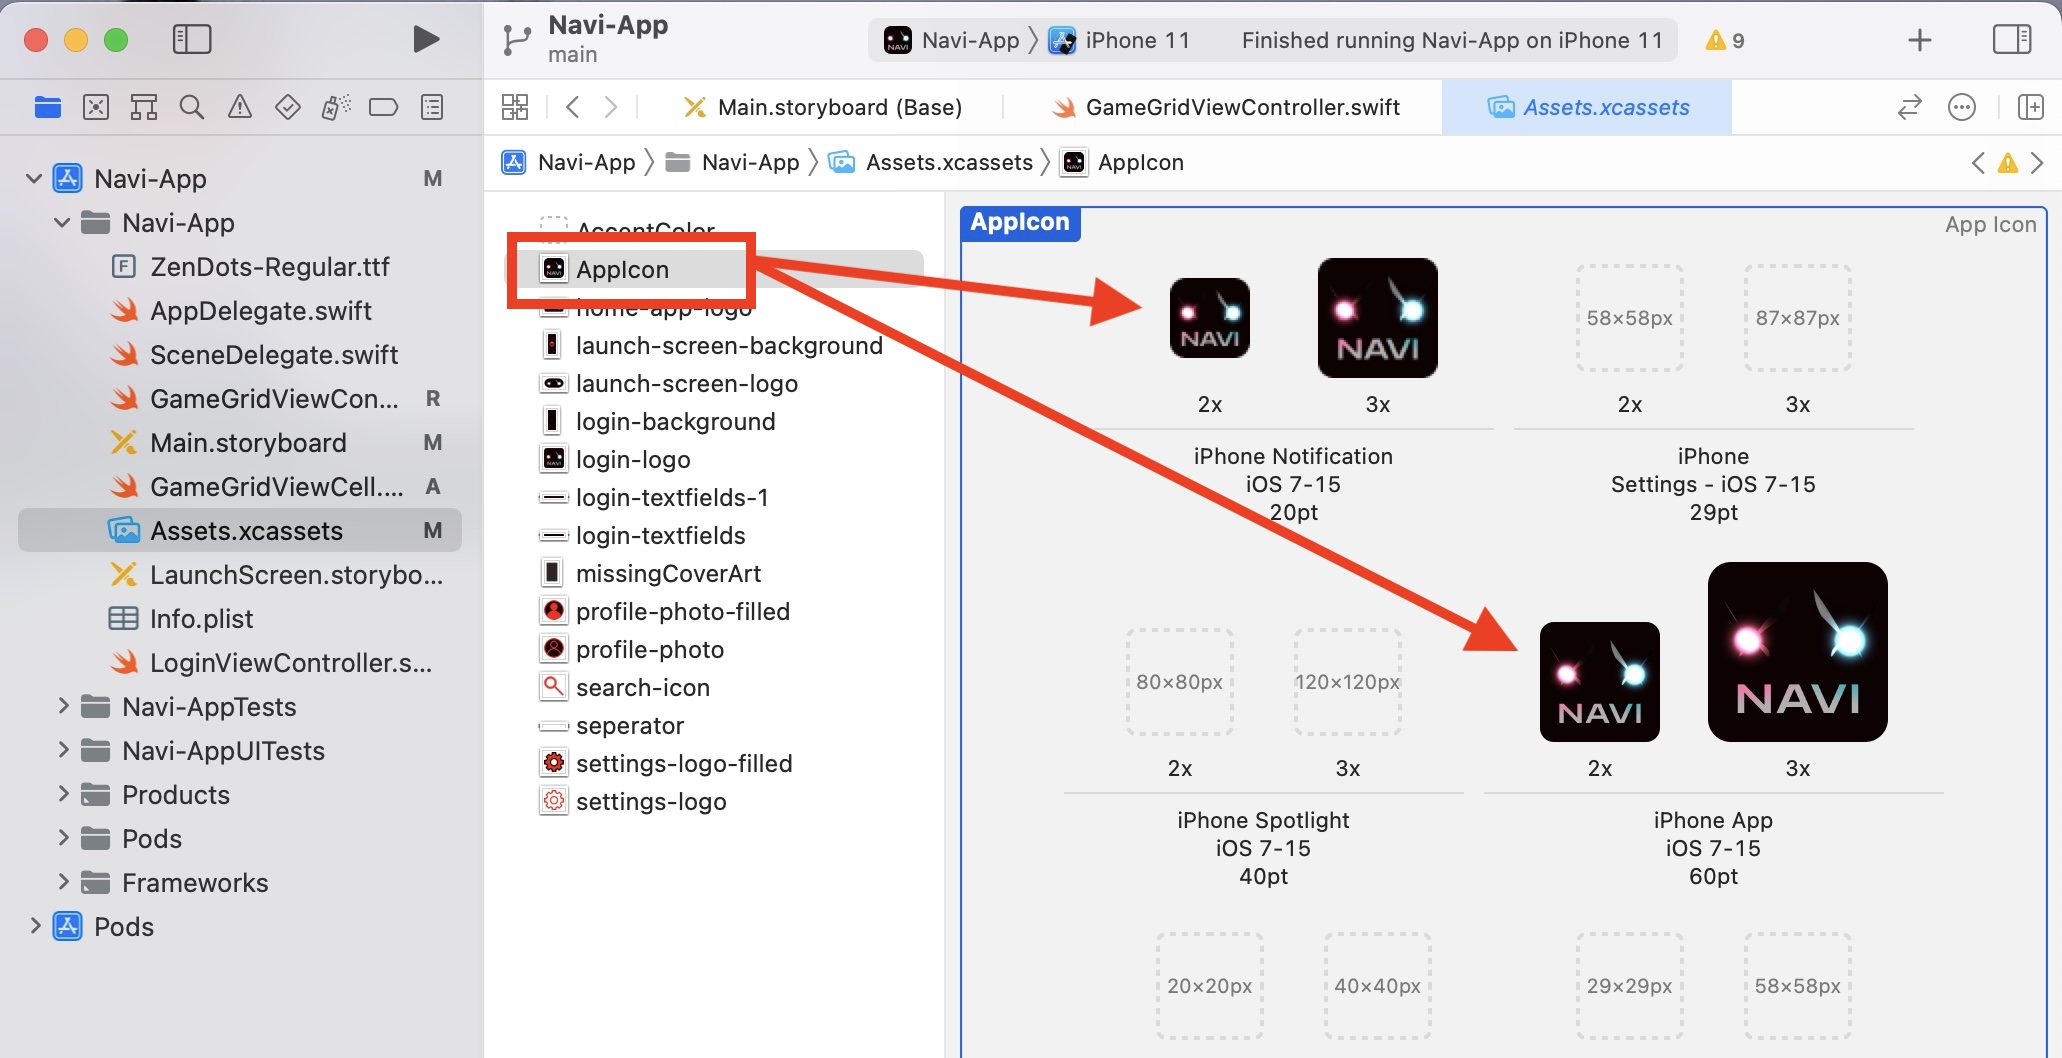 Navi-App
main
Navi-App
iPhone 11
Finished running Navi-App on iPhone 11
9
Main.storyboard (Base)
GameGridViewController.swift
Assets.xcassets
Navi-App
Navi-App
Assets.xcassets
AppIcon
Navi-App M
Navi-App
F ZenDots-Regular.ttf
AppDelegate.swift
SceneDelegate.swift
GameGridViewCon... R
Main.storyboard M
GameGridViewCell.... A
Assets.xcassets M
LaunchScreen.storybo...
Info.plist
LoginViewController.s...
Navi-AppTests
Navi-AppUITests
Products
Pods
Frameworks
Pods
AccentColor
AppIcon
home-app-logo
launch-screen-background
launch-screen-logo
login-background
login-logo
login-textfields-1
login-textfields
missingCoverArt
profile-photo-filled
profile-photo
search-icon
seperator
settings-logo-filled
settings-logo
AppIcon
App Icon
NAVI
NAVI
58×58px
87×87px
2x
3x
2x
3x
iPhone Notification
iOS 7-15
20pt
iPhone
Settings - iOS 7-15
29pt
80×80px
120×120px
NAVI
NAVI
2x
3x
2x
3x
iPhone Spotlight
iOS 7-15
40pt
iPhone App
iOS 7-15
60pt
20×20px
40×40px
29×29px
58×58px